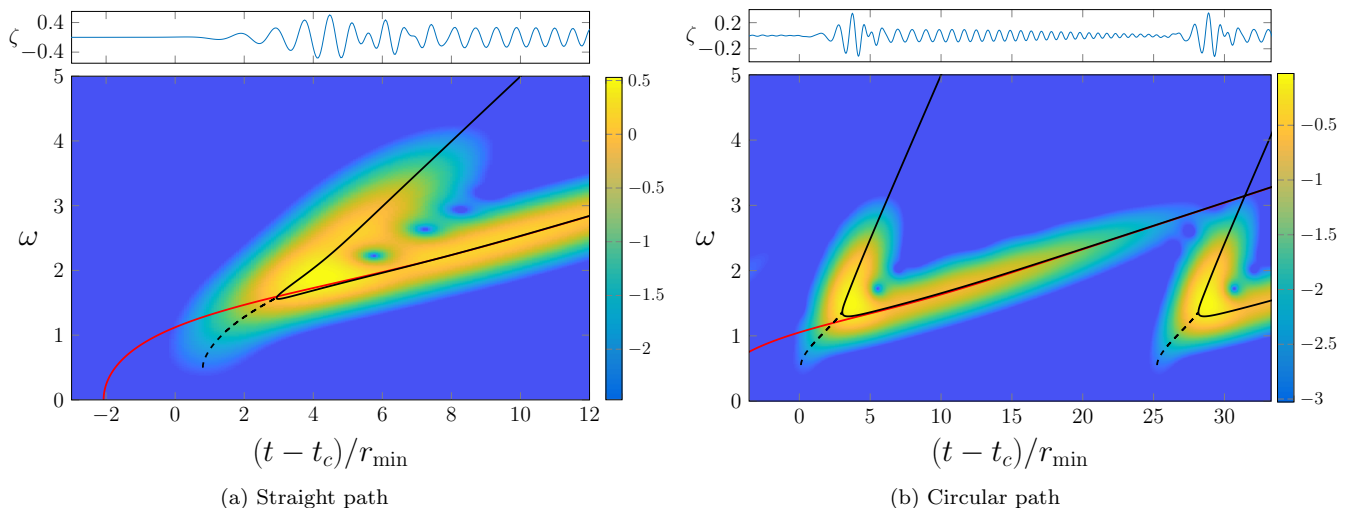 ζ
0.4
−0.4
5
4
3
2
1
0
ω
−2 0 2 4 6 8 10 12
(t − t_c)/r_min
0.5
0
−0.5
−1
−1.5
−2
(a) Straight path
ζ
0.2
−0.2
5
4
3
2
1
0
ω
0 5 10 15 20 25 30
(t − t_c)/r_min
−0.5
−1
−1.5
−2
−2.5
−3
(b) Circular path